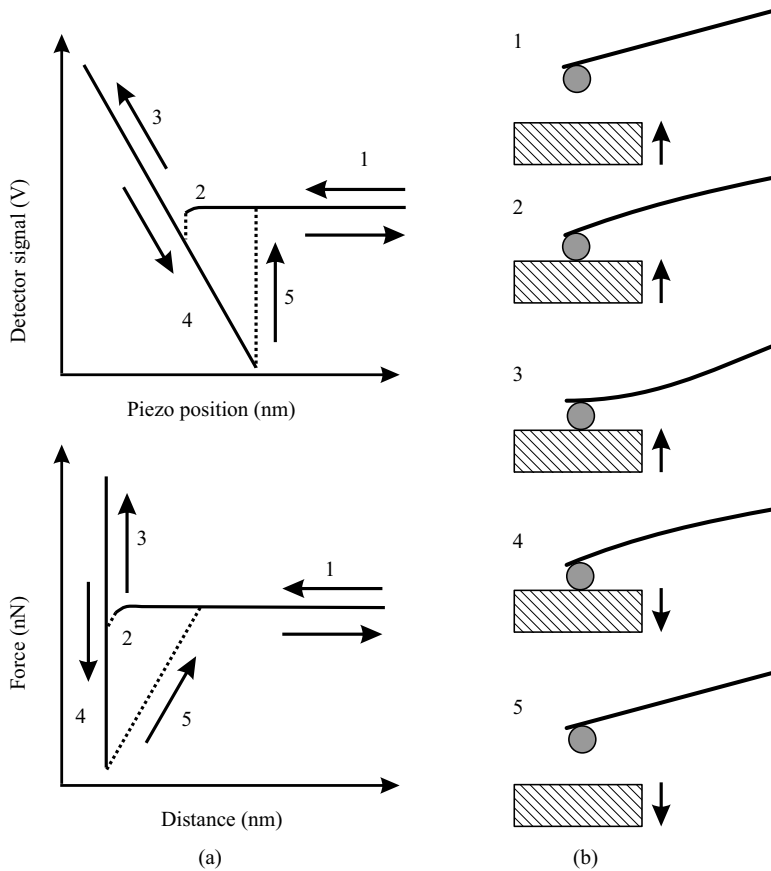 Detector signal (V)
3
2
1
4
5
Piezo position (nm)
Force (nN)
3
1
2
4
5
Distance (nm)
(a)
1
2
3
4
5
(b)